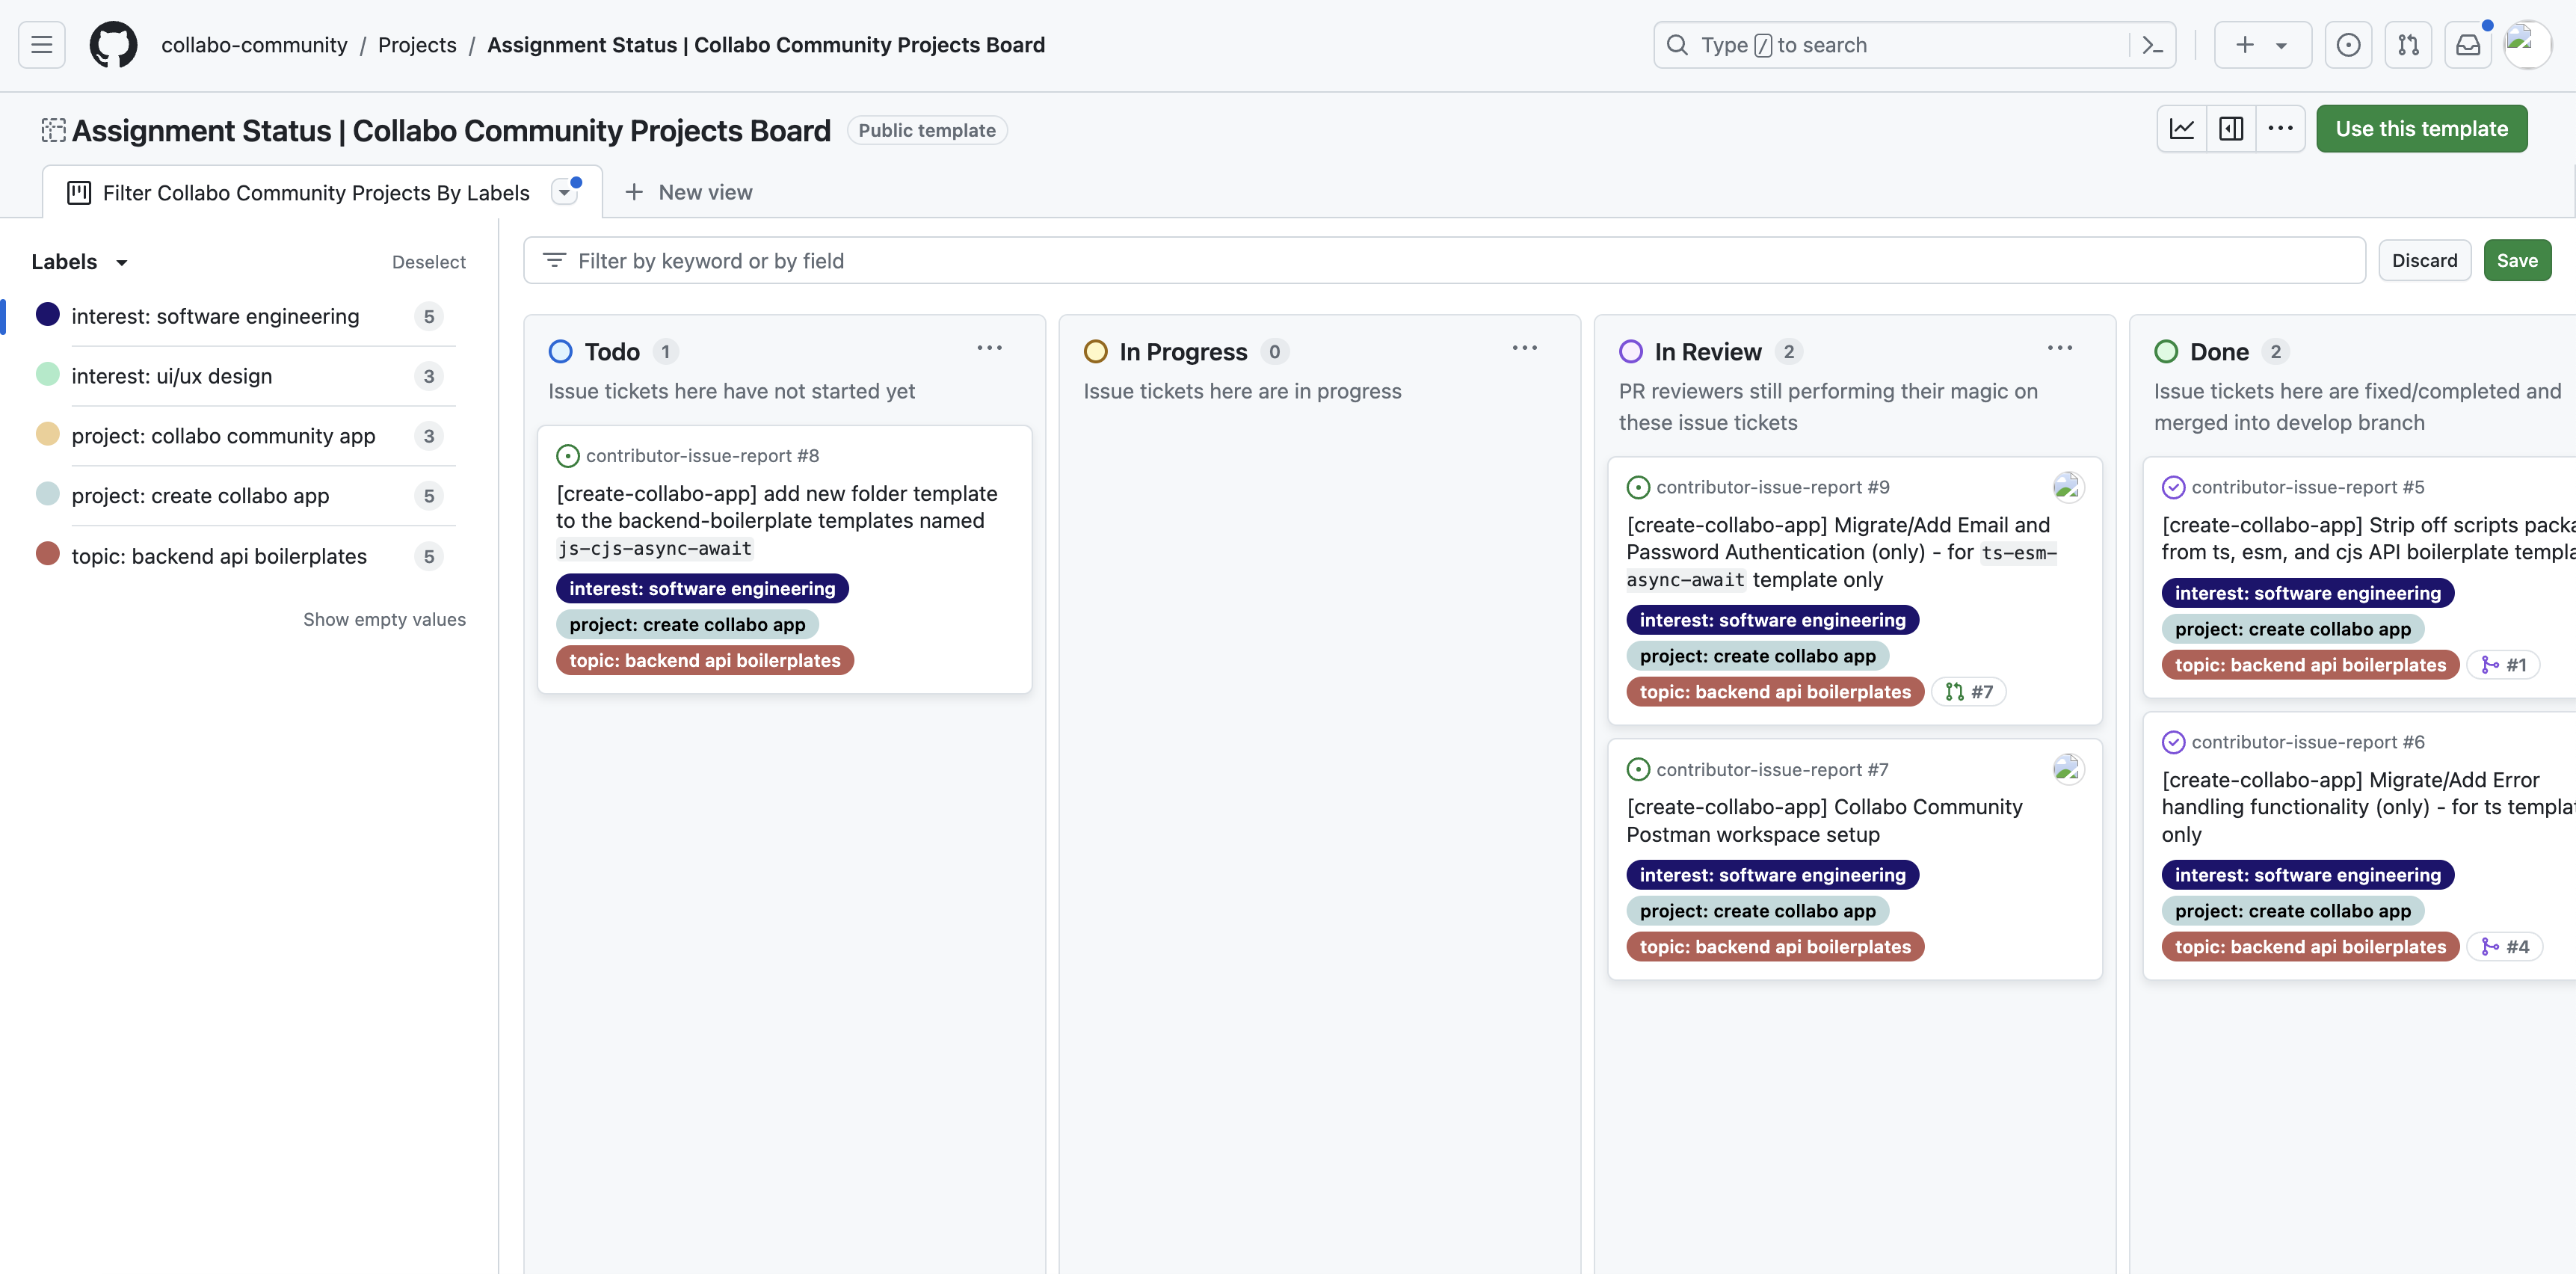 collabo-community / Projects / Assignment Status | Collabo Community Projects Board
Type / to search
Assignment Status | Collabo Community Projects Board
Public template
Use this template
Filter Collabo Community Projects By Labels
New view
Labels
Deselect
interest: software engineering 5
interest: ui/ux design 3
project: collabo community app 3
project: create collabo app 5
topic: backend api boilerplates 5
Show empty values
Filter by keyword or by field
Discard
Save
Todo 1
Issue tickets here have not started yet
contributor-issue-report #8
[create-collabo-app] add new folder template
to the backend-boilerplate templates named
js-cjs-async-await
interest: software engineering
project: create collabo app
topic: backend api boilerplates
In Progress 0
Issue tickets here are in progress
In Review 2
PR reviewers still performing their magic on
these issue tickets
contributor-issue-report #9
[create-collabo-app] Migrate/Add Email and
Password Authentication (only) - for ts-esm-
async-await template only
interest: software engineering
project: create collabo app
topic: backend api boilerplates #7
contributor-issue-report #7
[create-collabo-app] Collabo Community
Postman workspace setup
interest: software engineering
project: create collabo app
topic: backend api boilerplates
Done 2
Issue tickets here are fixed/completed and
merged into develop branch
contributor-issue-report #5
[create-collabo-app] Strip off scripts
from ts, esm, and cjs API boilerplate
interest: software engineering
project: create collabo app
topic: backend api boilerplates #1
contributor-issue-report #6
[create-collabo-app] Migrate/Add Error
handling functionality (only) - for ts
only
interest: software engineering
project: create collabo app
topic: backend api boilerplates #4